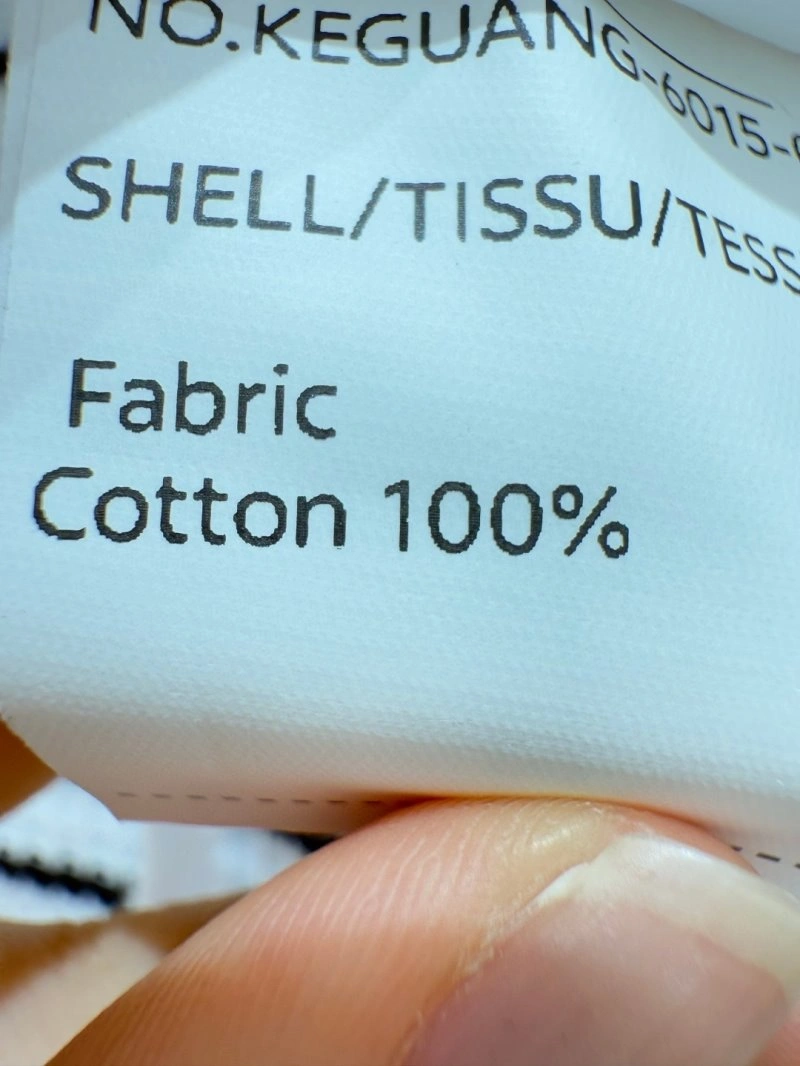 NO.KEGUANG-6015-
SHELL/TISSU/TESS
Fabric
Cotton 100%